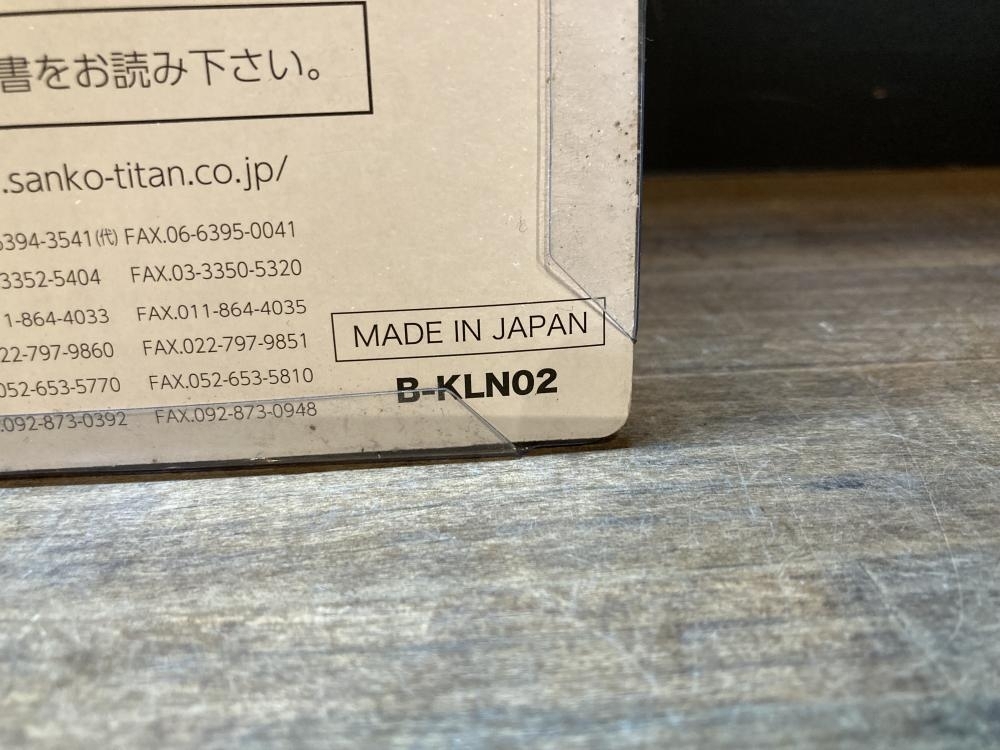 書をお読み下さい。
.sanko-titan.co.jp/
6394-3541㈹ FAX.06-6395-0041
3352-5404 FAX.03-3350-5320
1-864-4033 FAX.011-864-4035
22-797-9860 FAX.022-797-9851
052-653-5770 FAX.052-653-5810
.092-873-0392 FAX.092-873-0948
MADE IN JAPAN
B-KLN02